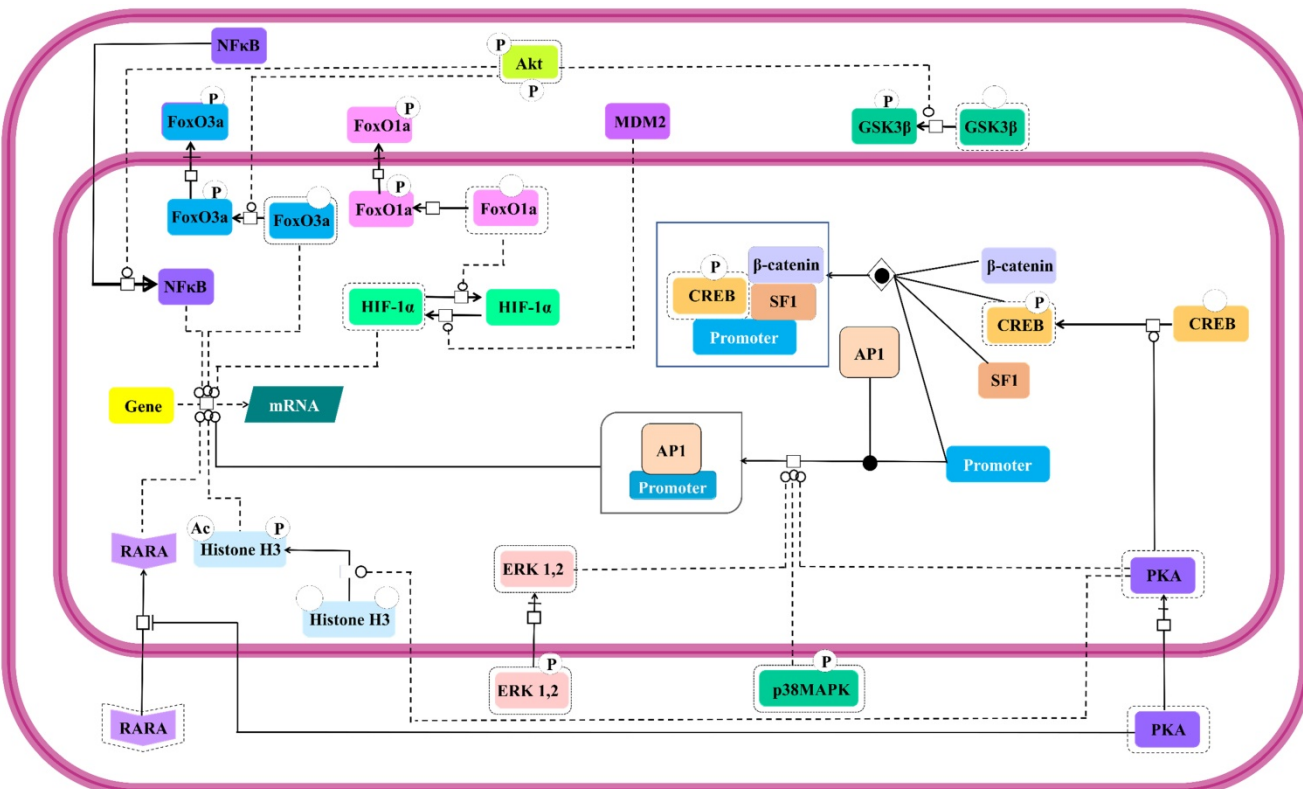 NFκB
P
Akt
P
P
FoxO3a
P
FoxO1a
MDM2
P
GSK3β
GSK3β
P
FoxO3a
FoxO3a
P
FoxO1a
FoxO1a
NFκB
HIF-1α
HIF-1α
P
β-catenin
CREB
SF1
Promoter
β-catenin
P
CREB
CREB
AP1
SF1
Gene
mRNA
AP1
Promoter
Promoter
RARA
Ac
P
Histone H3
Histone H3
ERK 1,2
PKA
P
ERK 1,2
P
p38MAPK
RARA
PKA